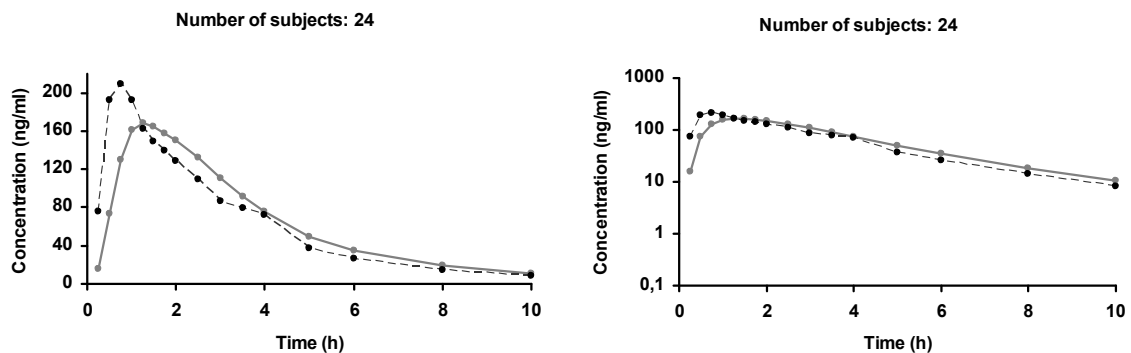 Number of subjects: 24
Concentration (ng/ml)
200
160
120
80
40
0
0 2 4 6 8 10
Time (h)
Number of subjects: 24
Concentration (ng/ml)
1000
100
10
1
0,1
0 2 4 6 8 10
Time (h)